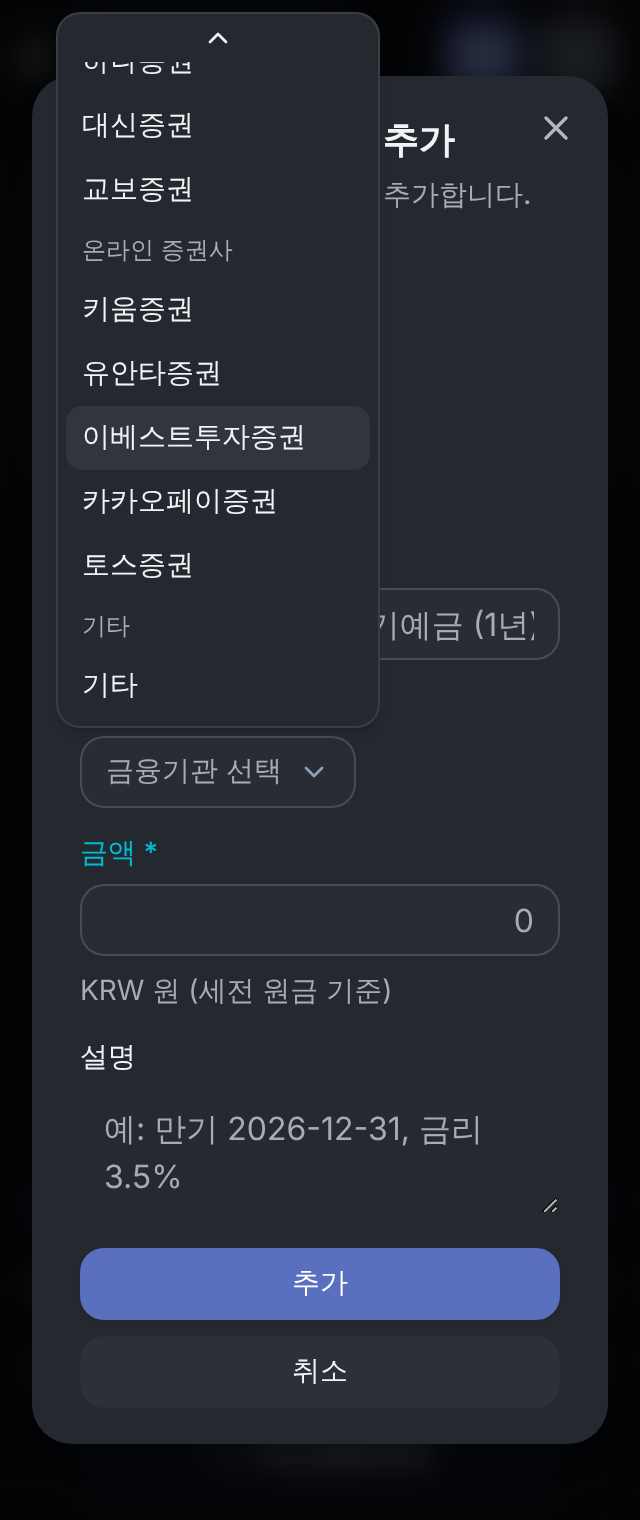 대신증권
교보증권
온라인 증권사
키움증권
유안타증권
이베스트투자증권
카카오페이증권
토스증권
기타
기타
추가
추가합니다.
기예금 (1년)
금융기관 선택
금액 *
0
KRW 원 (세전 원금 기준)
설명
예: 만기 2026-12-31, 금리
3.5%
추가
취소